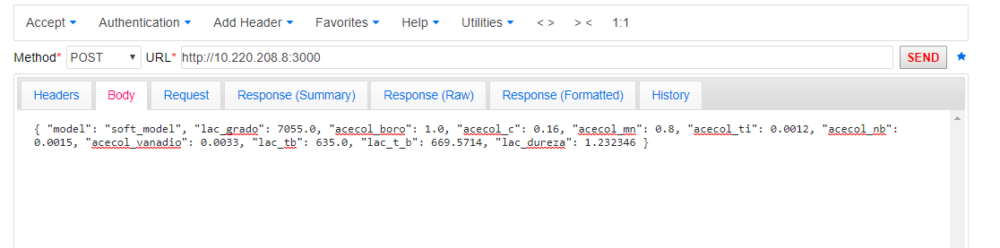 Accept Authentication Add Header Favorites Help Utilities < > > < 1:1
Method* POST URL* http://10.220.208.8:3000 SEND
Headers Body Request Response (Summary) Response (Raw) Response (Formatted) History
{ "model": "soft_model", "lac_grado": 7055.0, "acecol_boro": 1.0, "acecol_c": 0.16, "acecol_mn": 0.8, "acecol_ti": 0.0012, "acecol_nb":
0.0015, "acecol_vanadio": 0.0033, "lac_tb": 635.0, "lac_t_b": 669.5714, "lac_dureza": 1.232346 }